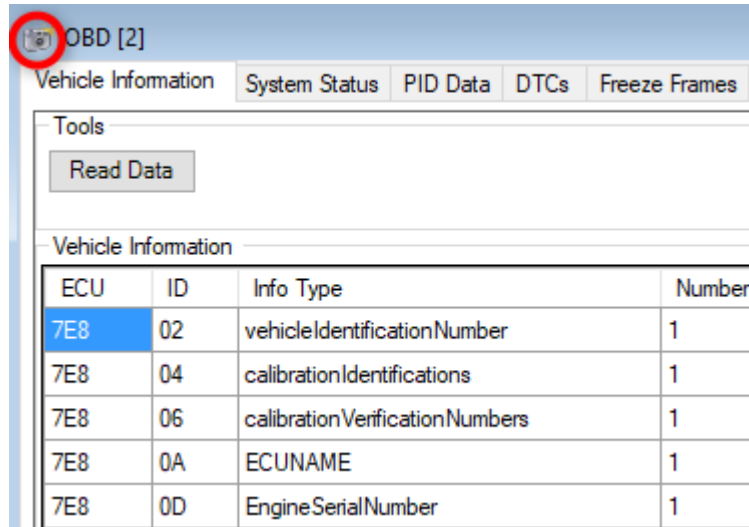 OBD [2]
Vehicle Information System Status PID Data DTCs Freeze Frames
Tools
Read Data
Vehicle Information
ECU ID Info Type Number
7E8 02 vehicleIdentificationNumber 1
7E8 04 calibrationIdentifications 1
7E8 06 calibrationVerificationNumbers 1
7E8 0A ECUNAME 1
7E8 0D EngineSerialNumber 1